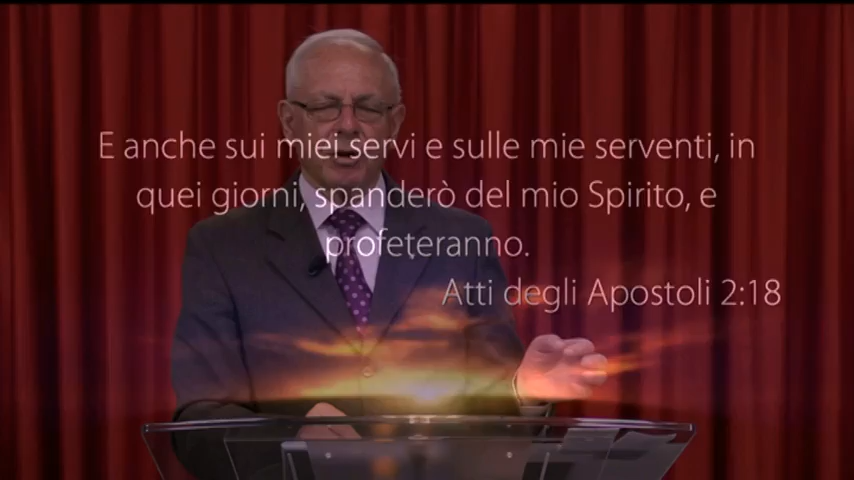 E anche sui miei servi e sulle mie serventi, in
quei giorni, spanderò del mio Spirito, e
profeteranno.
Atti degli Apostoli 2:18